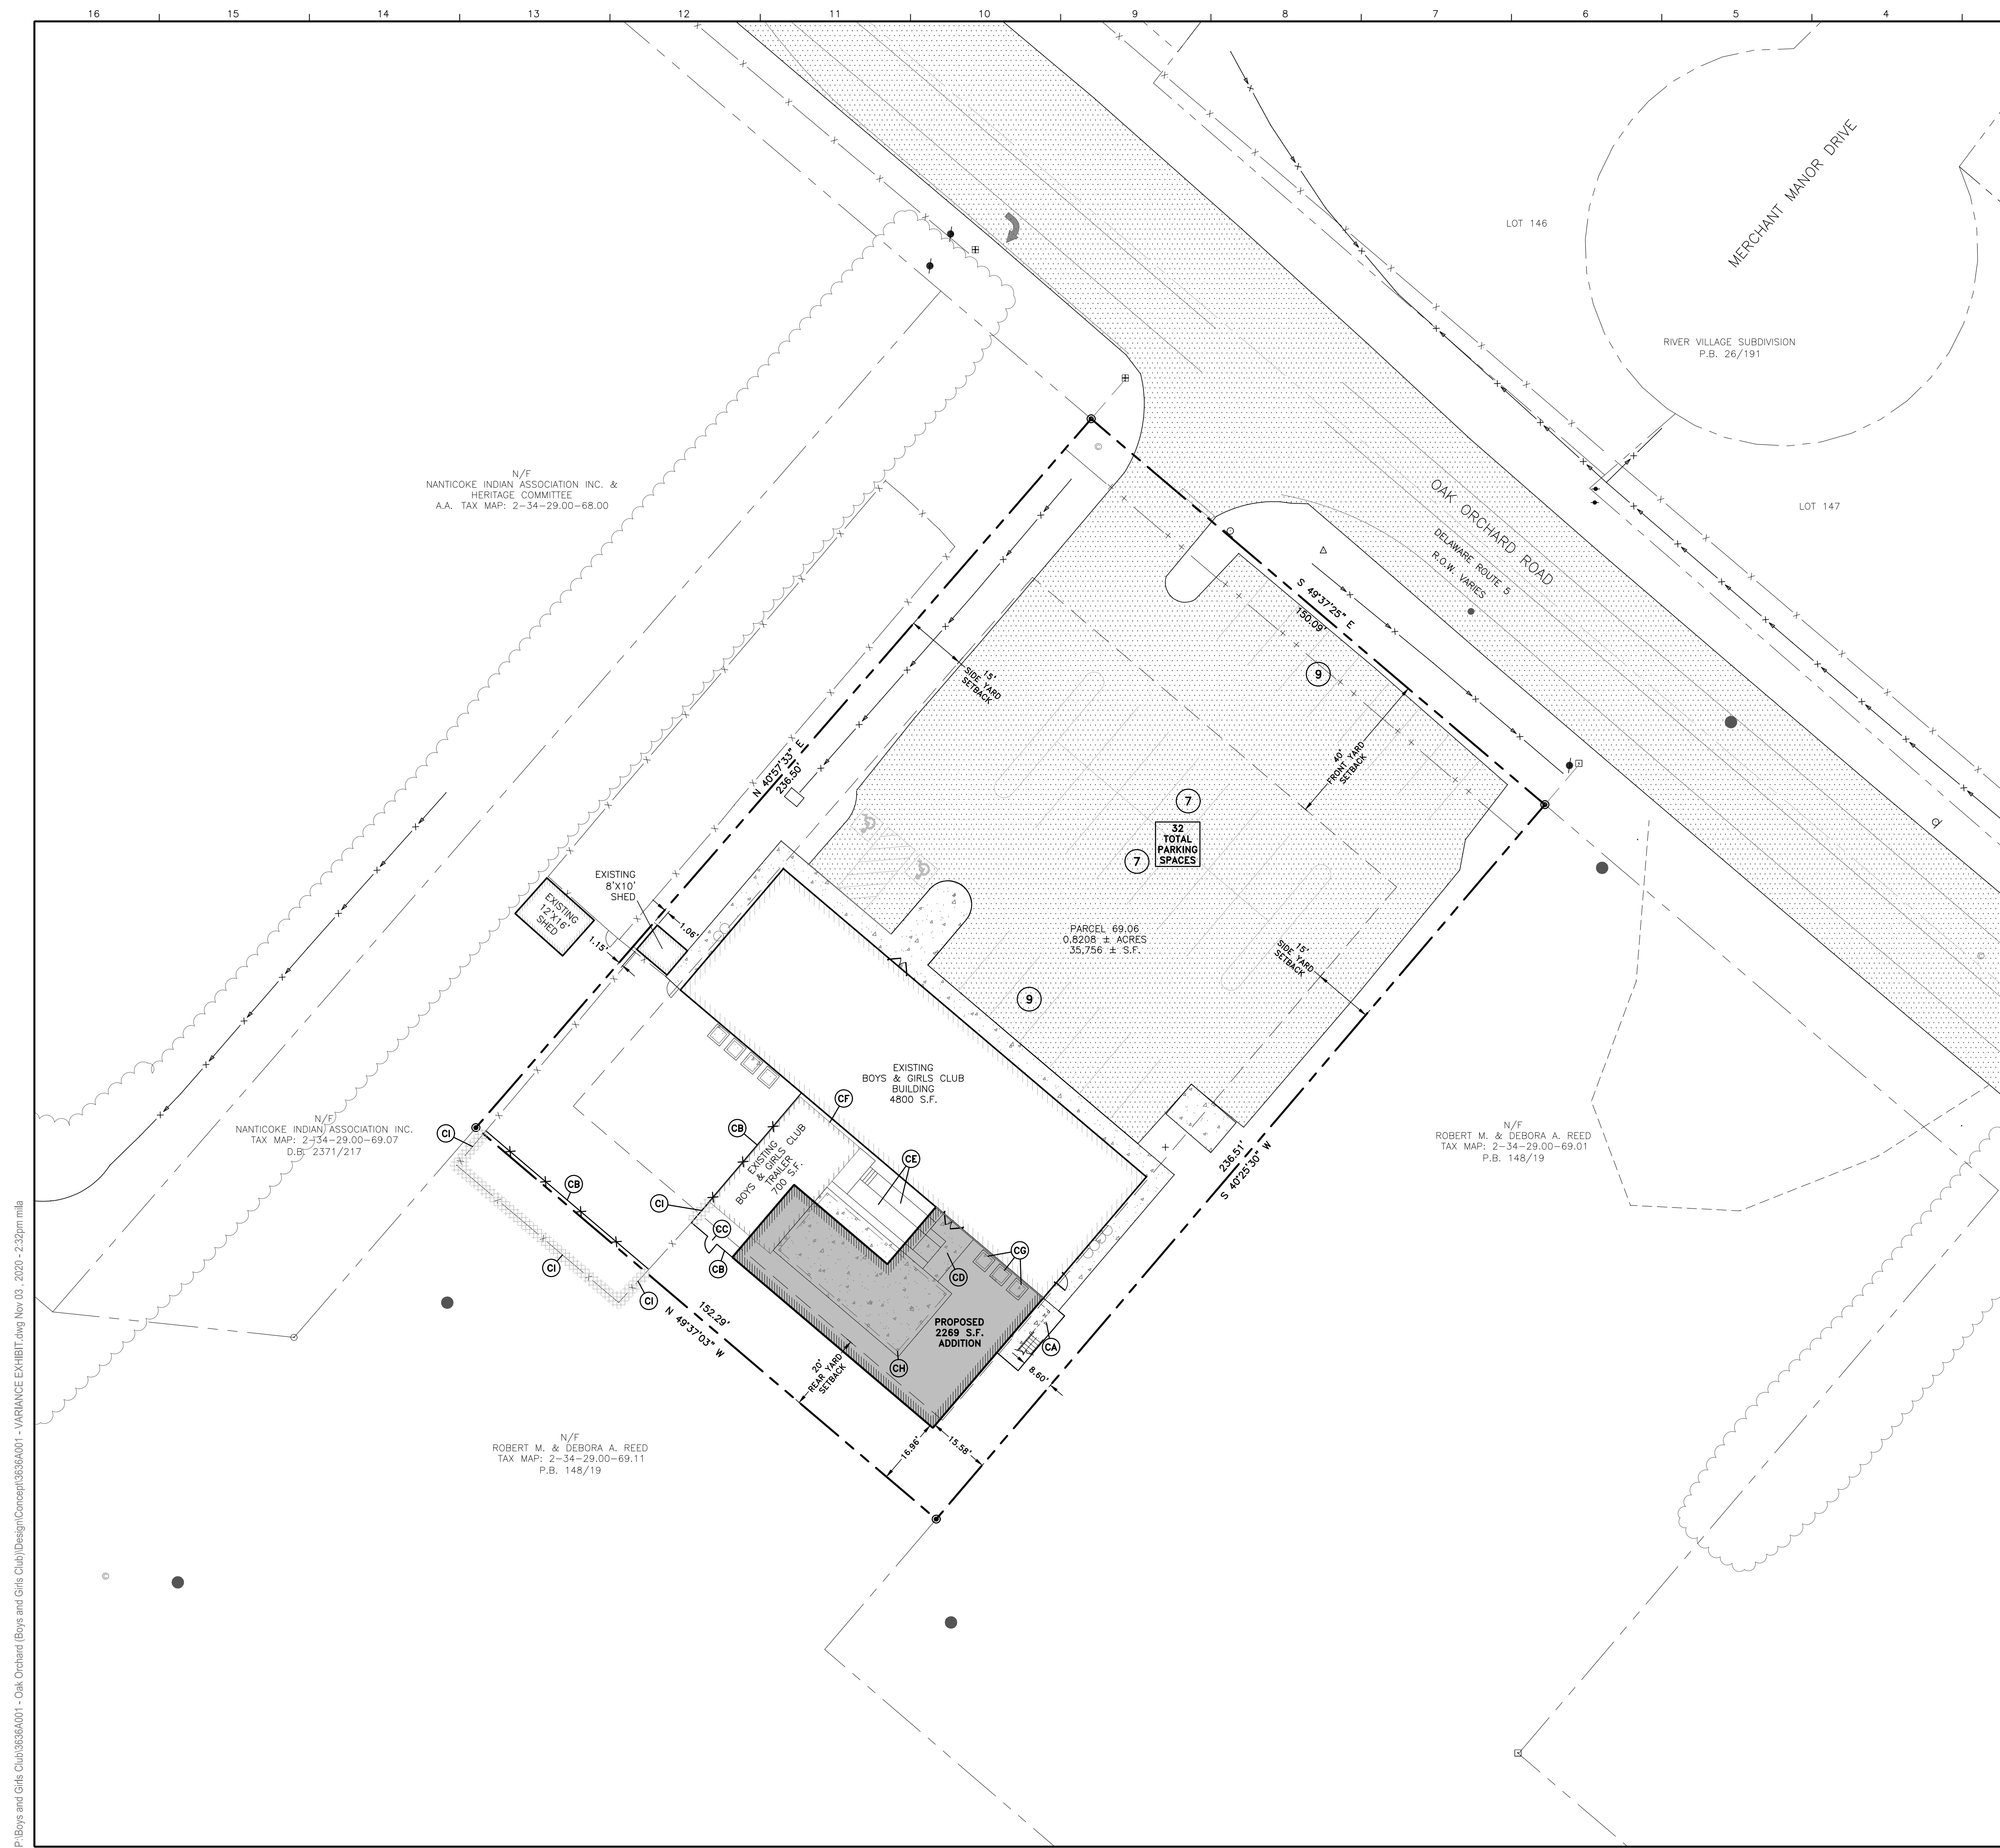 16 15 14 13 12 11 10 9 8 7 6 5 4
MERCHANT MANOR DRIVE
LOT 146
RIVER VILLAGE SUBDIVISION
P.B. 26/191
N/F
NANTICOKE INDIAN ASSOCIATION INC. &
HERITAGE COMMITTEE
A.A. TAX MAP: 2-34-29.00-68.00
LOT 147
OAK ORCHARD ROAD
DELAWARE ROUTE 5
R.O.W. VARIES
S 49°37'25" E
150.09'
15'
SIDE YARD
SETBACK
9
40'
FRONT YARD
SETBACK
N 40°57'33" E
236.50'
7
32
TOTAL
PARKING
SPACES
7
EXISTING
8'X10'
SHED
EXISTING
12'X16'
SHED
1.06'
1.15'
PARCEL 69.06
0.8208 ± ACRES
35,756 ± S.F.
15'
SIDE YARD
SETBACK
9
©
©
EXISTING
BOYS & GIRLS CLUB
BUILDING
4800 S.F.
CF
CB
N/F
NANTICOKE INDIAN ASSOCIATION INC.
TAX MAP: 2-34-29.00-69.07
D.B. 2371/217
CI
EXISTING
BOYS & GIRLS CLUB
TRAILER
700 S.F.
CE
N/F
ROBERT M. & DEBORA A. REED
TAX MAP: 2-34-29.00-69.01
P.B. 148/19
236.51'
S 40°25'30" W
CB
CI
CC
CB
CI
CI
CG
CD
PROPOSED
2269 S.F.
ADDITION
CA
CH
152.29'
N 49°37'03" W
20'
REAR YARD
SETBACK
8.60'
16.96'
15.58'
N/F
ROBERT M. & DEBORA A. REED
TAX MAP: 2-34-29.00-69.11
P.B. 148/19
©
P:\Boys and Girls Club\3636A001 - Oak Orchard (Boys and Girls Club)\Design\Concept\3636A001 - VARIANCE EXHIBIT.dwg Nov 03 , 2020 - 2:32pm milla